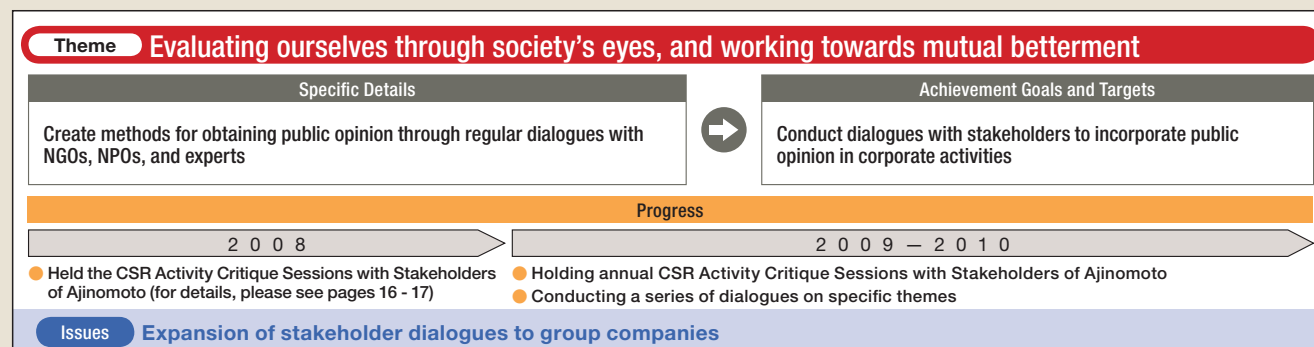 Theme Evaluating ourselves through society's eyes, and working towards mutual betterment
Specific Details
Create methods for obtaining public opinion through regular dialogues with
NGOs, NPOs, and experts
Achievement Goals and Targets
Conduct dialogues with stakeholders to incorporate public
opinion in corporate activities
Progress
2008
● Held the CSR Activity Critique Sessions with Stakeholders
of Ajinomoto (for details, please see pages 16 - 17)
2009 — 2010
● Holding annual CSR Activity Critique Sessions with Stakeholders of Ajinomoto
● Conducting a series of dialogues on specific themes
Issues Expansion of stakeholder dialogues to group companies